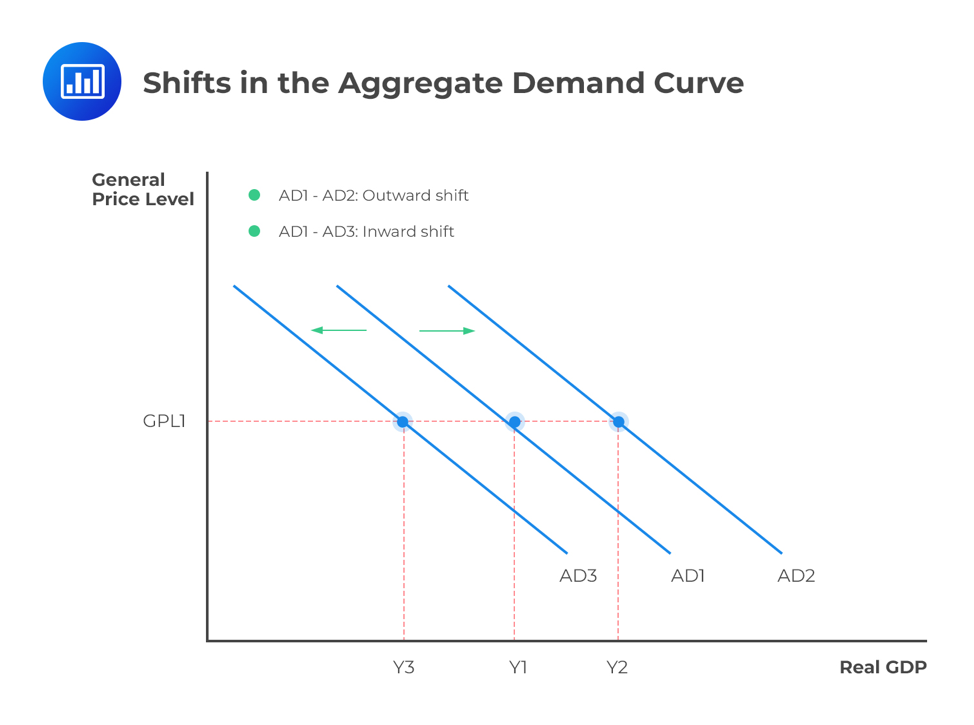 Shifts in the Aggregate Demand Curve
General
Price Level
AD1 - AD2: Outward shift
AD1 - AD3: Inward shift
GPL1
AD3
AD1
AD2
Y3
Y1
Y2
Real GDP